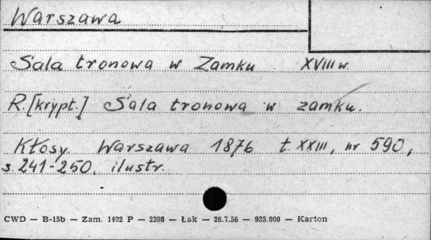 Warszawa
Sala tronowa w Zamku XVIII w.
R. [krypt.] Sala tronowa w zamku.
Kłosy. Warszawa 1876 t XXIII, nr 590,
s. 241-250. ilustr.
CWD — B-15b — Zam. 1402 P — 2398 — Łak — 26.7.56 — 935.000 — Karton